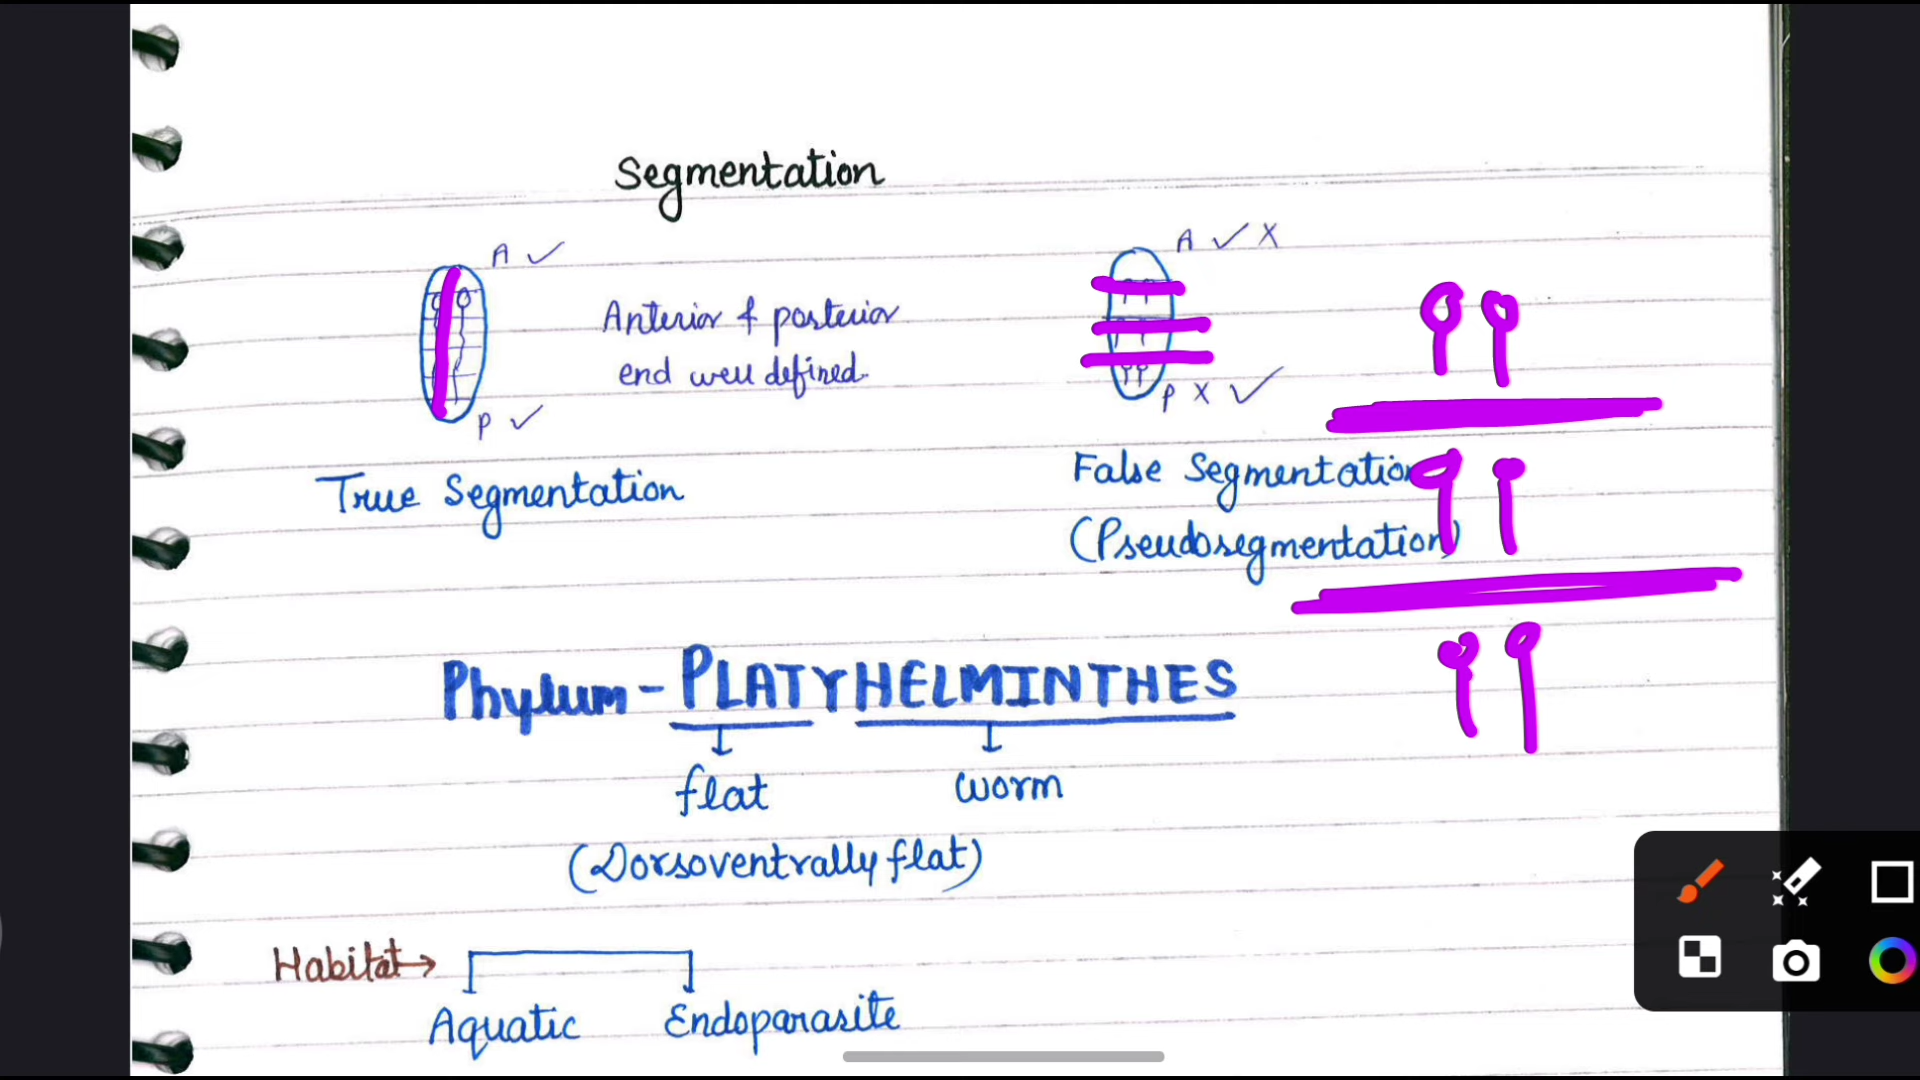 Segmentation
A ✓
A ✓ X
Anterior & posterior
end well defined.
P ✓
P X ✓
True Segmentation
False Segmentation
(Pseudosegmentation)
Phylum - PLATYHELMINTHES
flat
worm
(Dorsoventrally flat)
Habitat →
Aquatic
Endoparasite